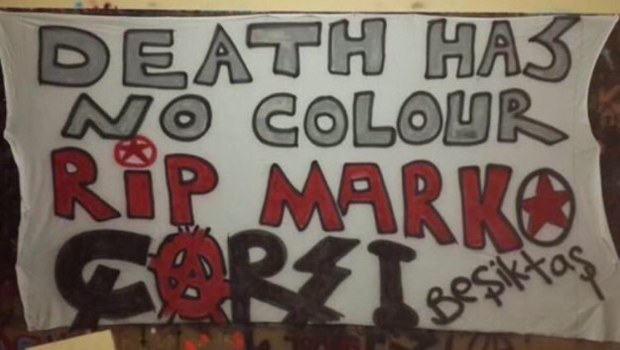 DEATH HAS
NO COLOUR
RiP MARKO
ÇARŞI
Beşiktaş